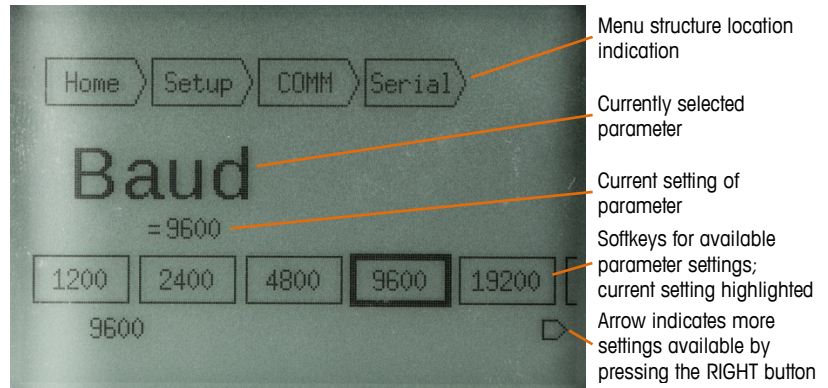 Home Setup COMM Serial
Baud
=9600
1200 2400 4800 9600 19200
9600
Menu structure location
indication
Currently selected
parameter
Current setting of
parameter
Softkeys for available
parameter settings;
current setting highlighted
Arrow indicates more
settings available by
pressing the RIGHT button